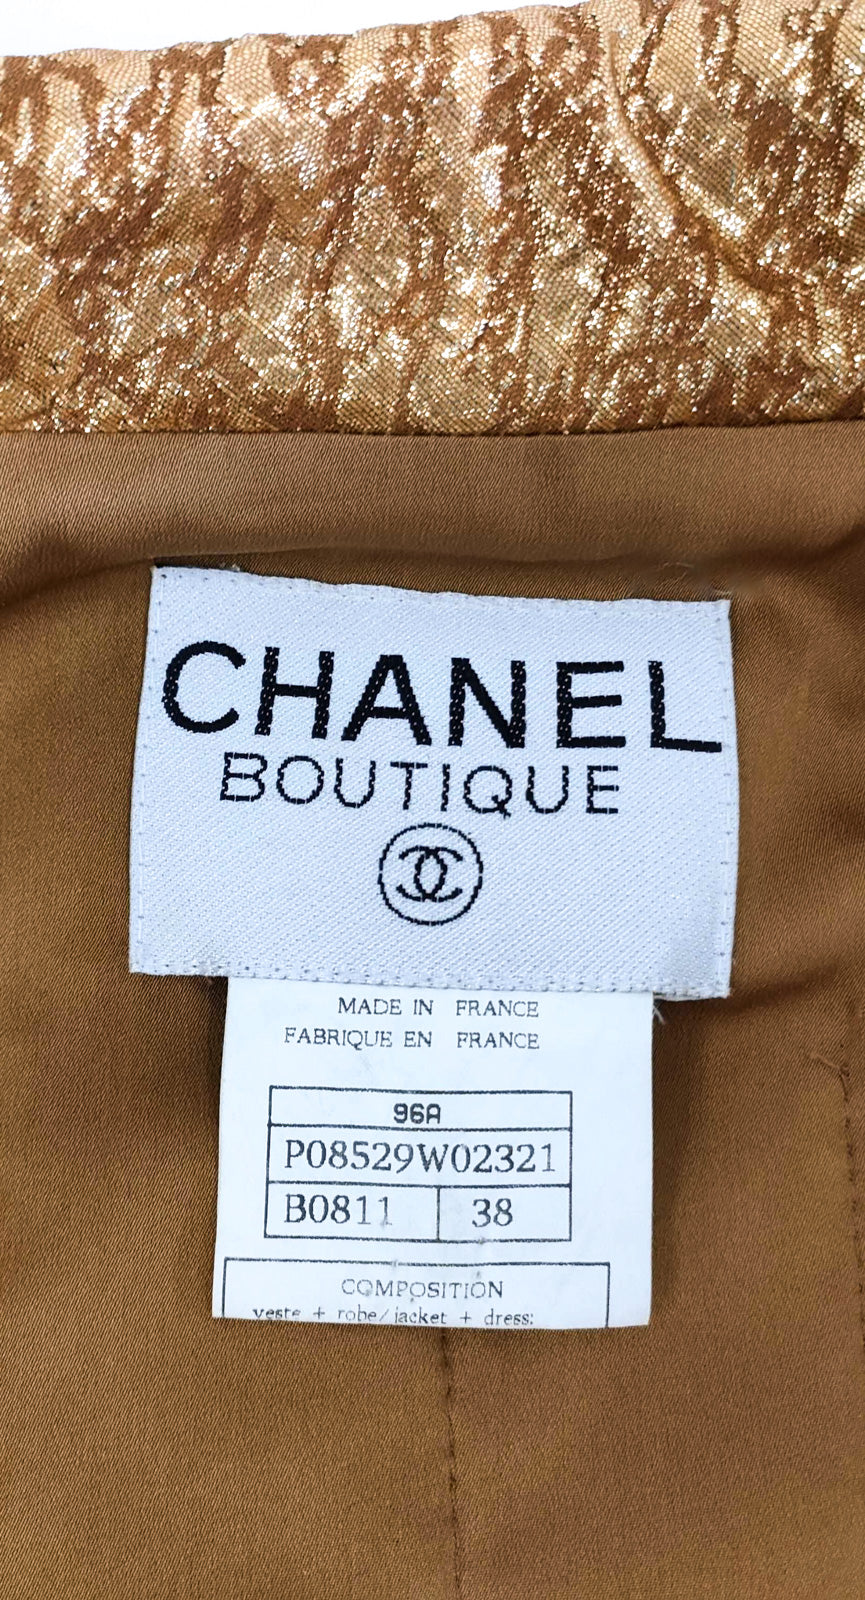 CHANEL
BOUTIQUE
MADE IN FRANCE
FABRIQUE EN FRANCE
96A
P08529W02321
B0811 38
COMPOSITION
veste + robe/jacket + dress: